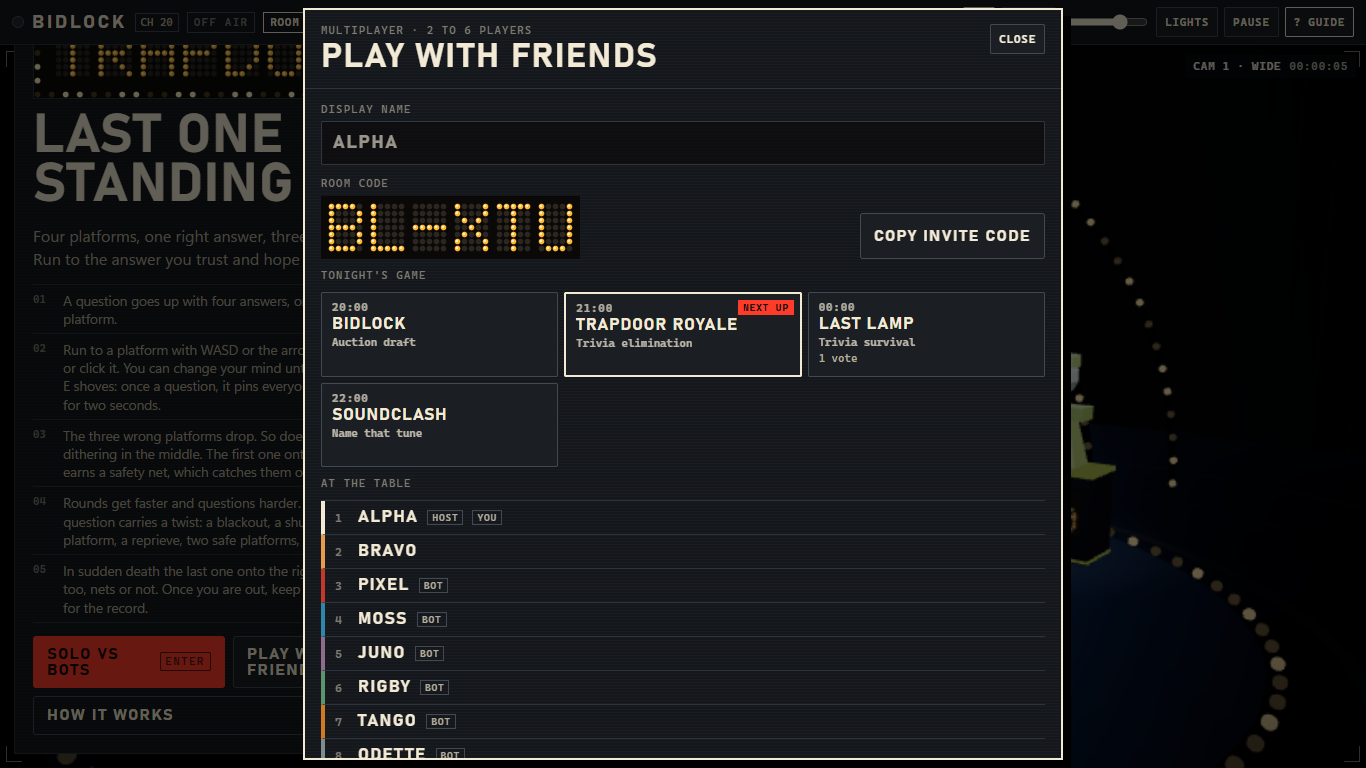 BIDLOCK CH 20 OFF AIR ROOM
LIGHTS PAUSE ? GUIDE
CAM 1 · WIDE 00:00:05
LAST ONE
STANDING
Four platforms, one right answer, three
Run to the answer you trust and hope
01 A question goes up with four answers, o
platform.
02 Run to a platform with WASD or the arro
or click it. You can change your mind unt
E shoves: once a question, it pins everyo
for two seconds.
03 The three wrong platforms drop. So doe
dithering in the middle. The first one ont
earns a safety net, which catches them o
04 Rounds get faster and questions harder.
question carries a twist: a blackout, a shu
platform, a reprieve, two safe platforms,
05 In sudden death the last one onto the rig
too, nets or not. Once you are out, keep
for the record.
SOLO VS
BOTS ENTER
PLAY W
FRIEN
HOW IT WORKS
MULTIPLAYER · 2 TO 6 PLAYERS
PLAY WITH FRIENDS
CLOSE
DISPLAY NAME
ALPHA
ROOM CODE
BL-XTU
COPY INVITE CODE
TONIGHT'S GAME
20:00
BIDLOCK
Auction draft
21:00 NEXT UP
TRAPDOOR ROYALE
Trivia elimination
00:00
LAST LAMP
Trivia survival
1 vote
22:00
SOUNDCLASH
Name that tune
AT THE TABLE
1 ALPHA HOST YOU
2 BRAVO
3 PIXEL BOT
4 MOSS BOT
5 JUNO BOT
6 RIGBY BOT
7 TANGO BOT
8 ODETTE BOT